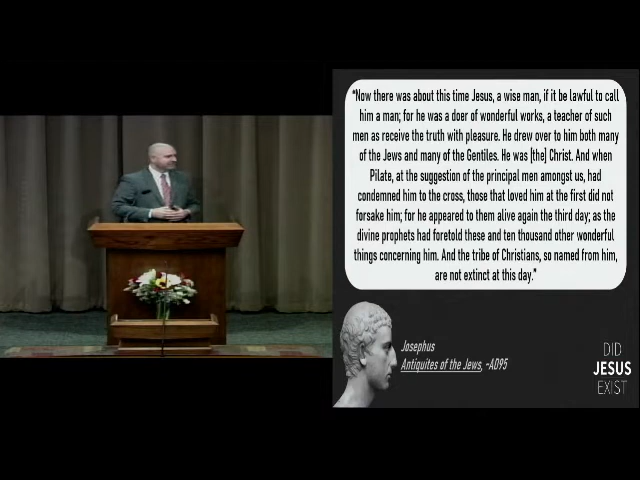 "Now there was about this time Jesus, a wise man, if it be lawful to call
him a man; for he was a doer of wonderful works, a teacher of such
men as receive the truth with pleasure. He drew over to him both many
of the Jews and many of the Gentiles. He was [the] Christ. And when
Pilate, at the suggestion of the principal men amongst us, had
condemned him to the cross, those that loved him at the first did not
forsake him; for he appeared to them alive again the third day; as the
divine prophets had foretold these and ten thousand other wonderful
things concerning him. And the tribe of Christians, so named from him,
are not extinct at this day."
Josephus
Antiquites of the Jews, ~AD95
DID
JESUS
EXIST